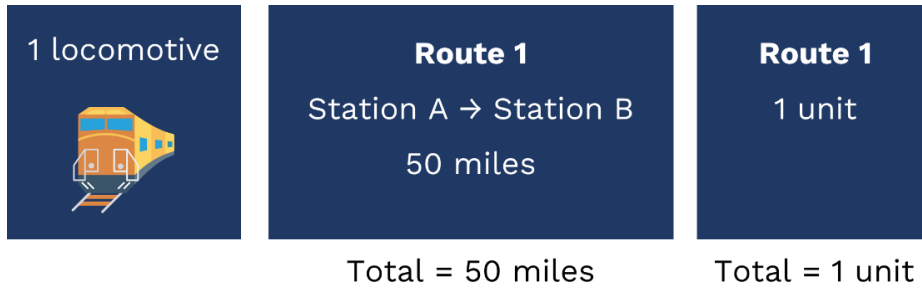 1 locomotive
Route 1
Station A → Station B
50 miles
Total = 50 miles
Route 1
1 unit
Total = 1 unit